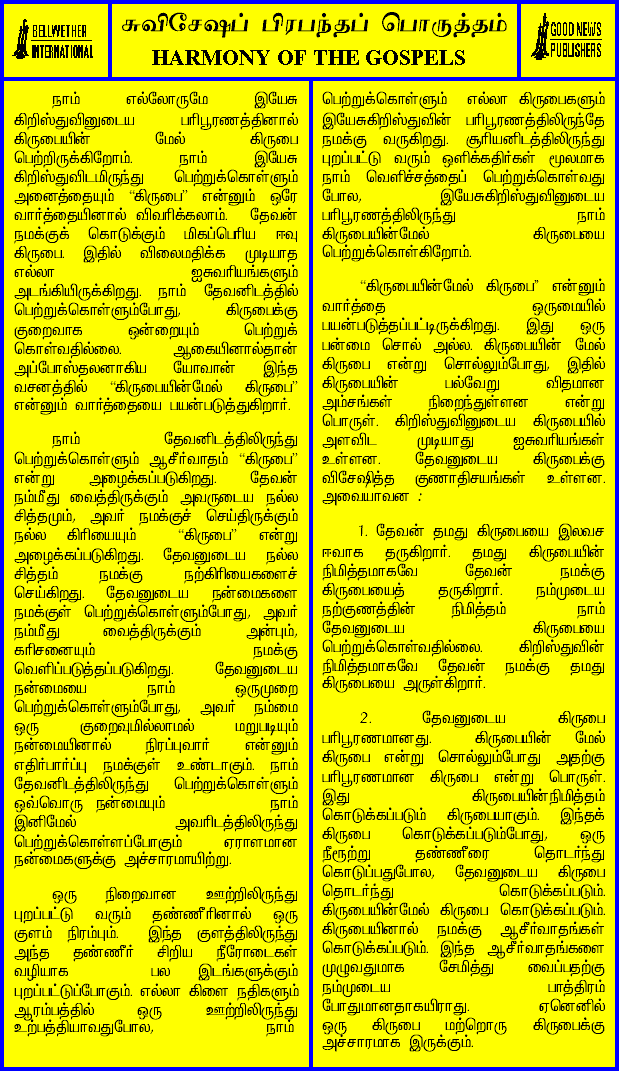 BELLWETHER
INTERNATIONAL
சுவிசேஷப் பிரபந்தப் பொருத்தம்
HARMONY OF THE GOSPELS
GOOD NEWS
PUBLISHERS
நாம் எல்லோருமே இயேசு
கிறிஸ்துவினுடைய பரிபூரணத்தினால்
கிருபையின் மேல் கிருபை
பெற்றிருக்கிறோம். நாம் இயேசு
கிறிஸ்துவிடமிருந்து பெற்றுக்கொள்ளும்
அனைத்தையும் “கிருபை” என்னும் ஒரே
வார்த்தையினால் விவரிக்கலாம். தேவன்
நமக்குக் கொடுக்கும் மிகப்பெரிய ஈவு
கிருபை. இதில் விலைமதிக்க முடியாத
எல்லா ஐசுவரியங்களும்
அடங்கியிருக்கிறது. நாம் தேவனிடத்தில்
பெற்றுக்கொள்ளும்போது, கிருபைக்கு
குறைவாக ஒன்றையும் பெற்றுக்
கொள்வதில்லை. ஆகையினால்தான்
அப்போஸ்தலனாகிய யோவான் இந்த
வசனத்தில் “கிருபையின்மேல் கிருபை”
என்னும் வார்த்தையை பயன்படுத்துகிறார்.
நாம் தேவனிடத்திலிருந்து
பெற்றுக்கொள்ளும் ஆசீர்வாதம் “கிருபை”
என்று அழைக்கப்படுகிறது. தேவன்
நம்மீது வைத்திருக்கும் அவருடைய நல்ல
சித்தமும், அவர் நமக்குச் செய்திருக்கும்
நல்ல கிரியையும் “கிருபை” என்று
அழைக்கப்படுகிறது. தேவனுடைய நல்ல
சித்தம் நமக்கு நற்கிரியைகளைச்
செய்கிறது. தேவனுடைய நன்மைகளை
நமக்குள் பெற்றுக்கொள்ளும்போது, அவர்
நம்மீது வைத்திருக்கும் அன்பும்,
கரிசனையும் நமக்கு
வெளிப்படுத்தப்படுகிறது. தேவனுடைய
நன்மையை நாம் ஒருமுறை
பெற்றுக்கொள்ளும்போது, அவர் நம்மை
ஒரு குறைவுமில்லாமல் மறுபடியும்
நன்மையினால் நிரப்புவார் என்னும்
எதிர்பார்ப்பு நமக்குள் உண்டாகும். நாம்
தேவனிடத்திலிருந்து பெற்றுக்கொள்ளும்
ஒவ்வொரு நன்மையும் நாம்
இனிமேல் அவரிடத்திலிருந்து
பெற்றுக்கொள்ளப்போகும் ஏராளமான
நன்மைகளுக்கு அச்சாரமாயிற்று.
ஒரு நிறைவான ஊற்றிலிருந்து
புறப்பட்டு வரும் தண்ணீரினால் ஒரு
குளம் நிரம்பும். இந்த குளத்திலிருந்து
அந்த தண்ணீர் சிறிய நீரோடைகள்
வழியாக பல இடங்களுக்கும்
புறப்பட்டுப்போகும். எல்லா கிளை நதிகளும்
ஆரம்பத்தில் ஒரு ஊற்றிலிருந்து
உற்பத்தியாவதுபோல, நாம்
பெற்றுக்கொள்ளும் எல்லா கிருபைகளும்
இயேசுகிறிஸ்துவின் பரிபூரணத்திலிருந்தே
நமக்கு வருகிறது. சூரியனிடத்திலிருந்து
புறப்பட்டு வரும் ஒளிக்கதிர்கள் மூலமாக
நாம் வெளிச்சத்தைப் பெற்றுக்கொள்வது
போல, இயேசுகிறிஸ்துவினுடைய
பரிபூரணத்திலிருந்து நாம்
கிருபையின்மேல் கிருபையை
பெற்றுக்கொள்கிறோம்.
“கிருபையின்மேல் கிருபை” என்னும்
வார்த்தை ஒருமையில்
பயன்படுத்தப்பட்டிருக்கிறது. இது ஒரு
பன்மை சொல் அல்ல. கிருபையின் மேல்
கிருபை என்று சொல்லும்போது, இதில்
கிருபையின் பல்வேறு விதமான
அம்சங்கள் நிறைந்துள்ளன என்று
பொருள். கிறிஸ்துவினுடைய கிருபையில்
அளவிட முடியாது ஐசுவரியங்கள்
உள்ளன. தேவனுடைய கிருபைக்கு
விசேஷித்த குணாதிசயங்கள் உள்ளன.
அவையாவன :
1. தேவன் தமது கிருபையை இலவச
ஈவாக தருகிறார். தமது கிருபையின்
நிமித்தமாகவே தேவன் நமக்கு
கிருபையைத் தருகிறார். நம்முடைய
நற்குணத்தின் நிமித்தம் நாம்
தேவனுடைய கிருபையை
பெற்றுக்கொள்வதில்லை. கிறிஸ்துவின்
நிமித்தமாகவே தேவன் நமக்கு தமது
கிருபையை அருள்கிறார்.
2. தேவனுடைய கிருபை
பரிபூரணமானது. கிருபையின் மேல்
கிருபை என்று சொல்லும்போது அதற்கு
பரிபூரணமான கிருபை என்று பொருள்.
இது கிருபையின்நிமித்தம்
கொடுக்கப்படும் கிருபையாகும். இந்தக்
கிருபை கொடுக்கப்படும்போது, ஒரு
நீரூற்று தண்ணீரை தொடர்ந்து
கொடுப்பதுபோல, தேவனுடைய கிருபை
தொடர்ந்து கொடுக்கப்படும்.
கிருபையின்மேல் கிருபை கொடுக்கப்படும்.
கிருபையினால் நமக்கு ஆசீர்வாதங்கள்
கொடுக்கப்படும். இந்த ஆசீர்வாதங்களை
முழுவதுமாக சேமித்து வைப்பதற்கு
நம்முடைய பாத்திரம்
போதுமானதாகயிராது. ஏனெனில்
ஒரு கிருபை மற்றொரு கிருபைக்கு
அச்சாரமாக இருக்கும்.